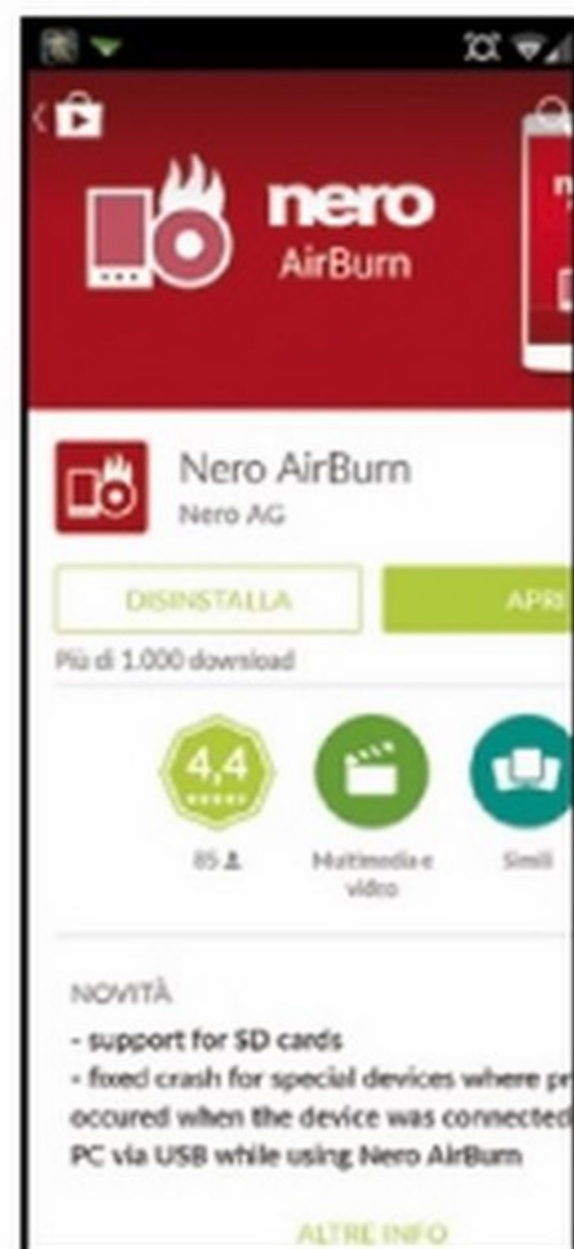 nero
AirBurn
Nero AirBurn
Nero AG
DISINSTALLA
APRI
Più di 1.000 download
4,4
85
Multimedia e
video
Simili
NOVITÀ
- support for SD cards
- fixed crash for special devices where pr
occured when the device was connected
PC via USB while using Nero AirBurn
ALTRE INFO